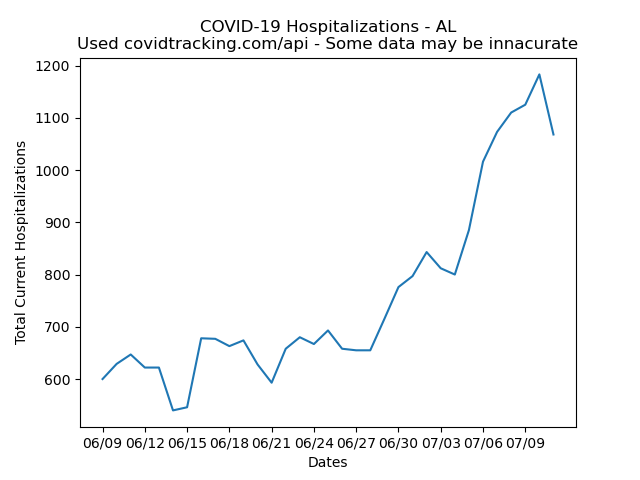 COVID-19 Hospitalizations - AL
Used covidtracking.com/api - Some data may be innacurate
1200
1100
1000
900
800
700
600
Total Current Hospitalizations
06/09 06/12 06/15 06/18 06/21 06/24 06/27 06/30 07/03 07/06 07/09
Dates